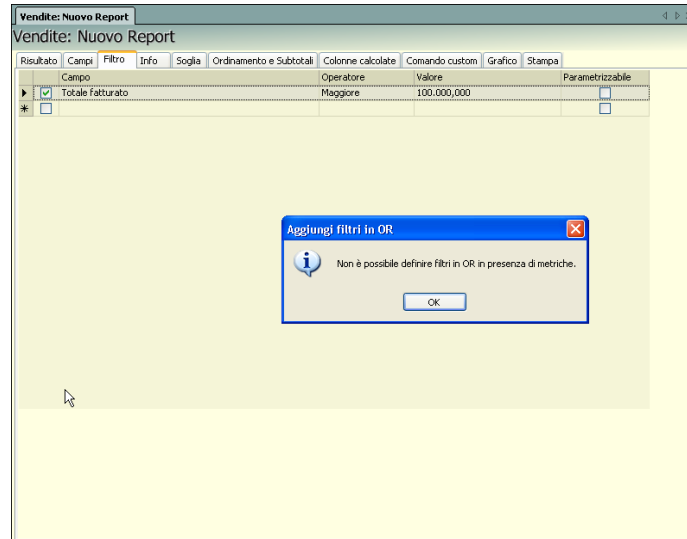 Vendite: Nuovo Report
Vendite: Nuovo Report
Risultato Campi Filtro Info Soglia Ordinamento e Subtotali Colonne calcolate Comando custom Grafico Stampa
Campo Operatore Valore Parametrizzabile
Totale fatturato Maggiore 100.000,000
Aggiungi filtri in OR
Non è possibile definire filtri in OR in presenza di metriche.
OK